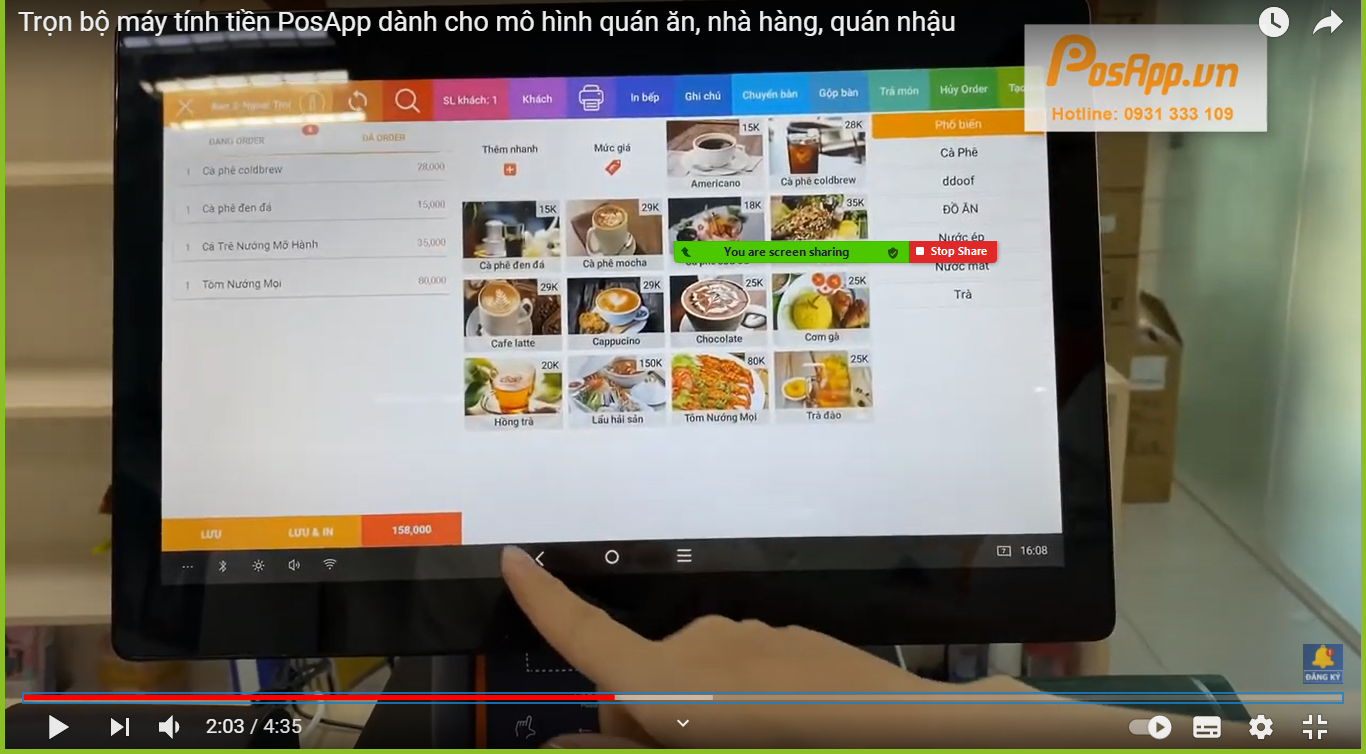 Trọn bộ máy tính tiền PosApp dành cho mô hình quán ăn, nhà hàng, quán nhậu
PosApp.vn
Hotline: 0931 333 109
SL khách: 1
Khách
In bếp
Ghi chú
Chuyển bàn
Gộp bàn
Trả món
Hủy Order
ĐANG ORDER
4
ĐÃ ORDER
1 Cà phê coldbrew 28,000
1 Cà phê đen đá 15,000
1 Cá Trê Nướng Mỡ Hành 35,000
1 Tôm Nướng Mọi 80,000
Thêm nhanh
Mức giá
15K
Americano
28K
Cà phê coldbrew
15K
Cà phê đen đá
29K
Cà phê mocha
18K
35K
29K
Cafe latte
29K
Cappucino
25K
Chocolate
25K
Cơm gà
20K
Hồng trà
150K
Lẩu hải sản
80K
Tôm Nướng Mọi
25K
Trà đào
Phổ biến
Cà Phê
ddoof
ĐỒ ĂN
Nước ép
Nước mát
Trà
You are screen sharing
Stop Share
LƯU
LƯU & IN
158,000
7
16:08
ĐĂNG KÝ
2:03 / 4:35